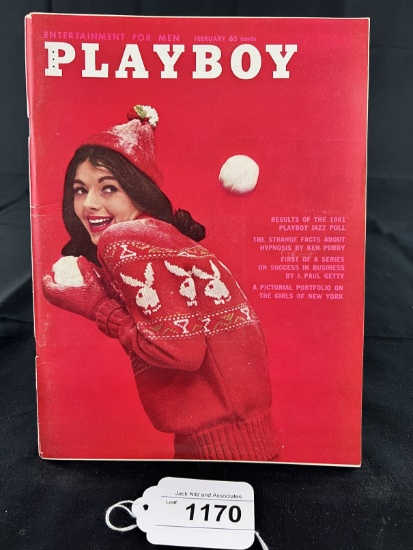 ENTERTAINMENT FOR MEN FEBRUARY 60 cents
PLAYBOY
RESULTS OF THE 1961
PLAYBOY JAZZ POLL
THE STRANGE FACTS ABOUT
HYPNOSIS BY KEN PURDY
FIRST OF A SERIES
ON SUCCESS IN BUSINESS
BY J. PAUL GETTY
A PICTORIAL PORTFOLIO ON
THE GIRLS OF NEW YORK
Jack Nitz and Associates
Lot# 1170